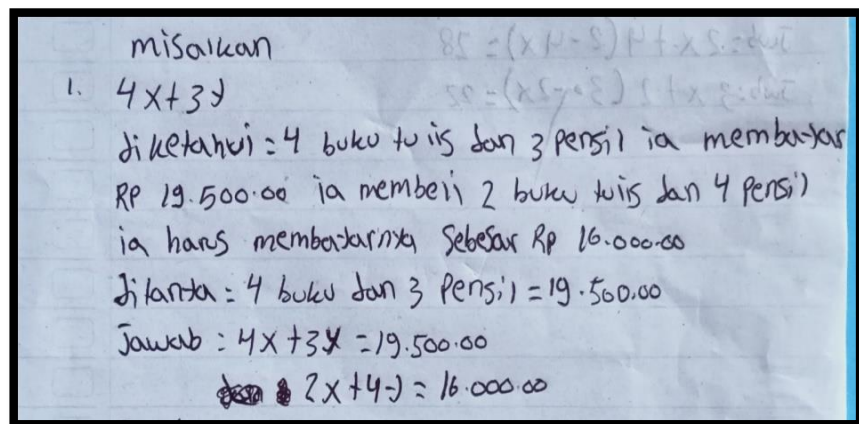 misalkan
1. 4x+3y
diketahui = 4 buku tulis dan 3 pensil ia membayar
RP 19.500.00 ia membeli 2 buku tulis dan 4 pensil
ia harus membayarnya sebesar Rp 16.000.00
ditanya = 4 buku dan 3 pensil = 19.500.00
Jawab : 4x + 3y = 19.500.00
2x + 4y = 16.000.00